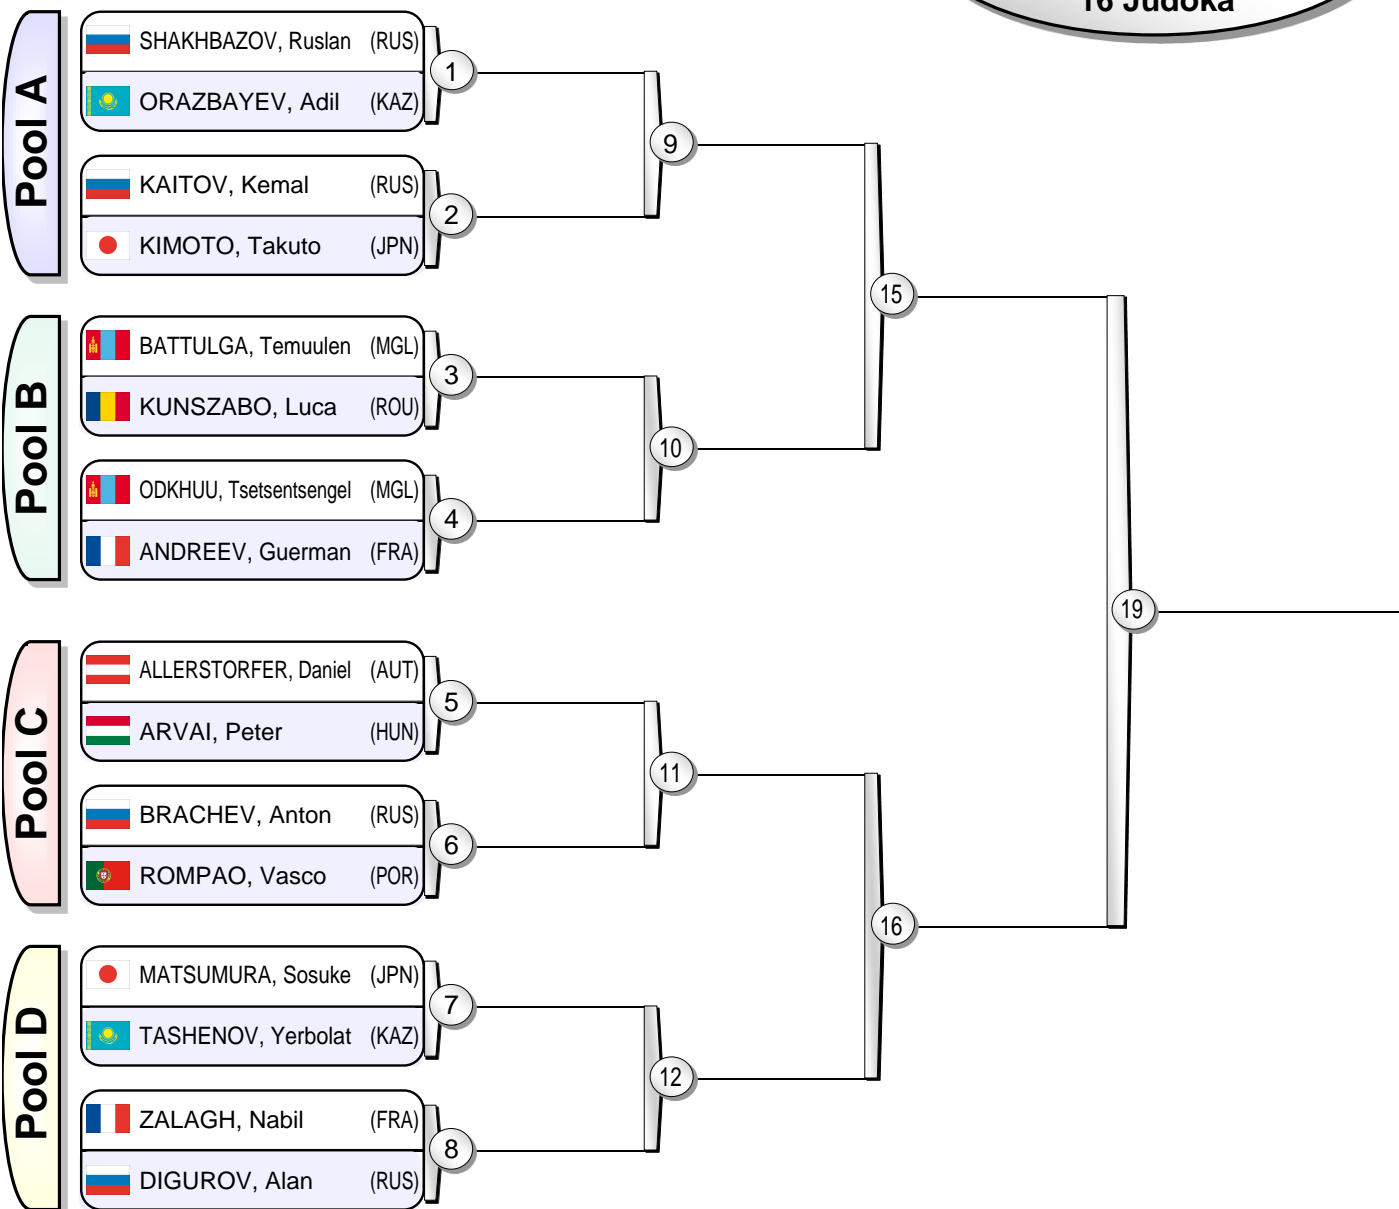 16 Judoka
Pool A
SHAKHBAZOV, Ruslan (RUS)
1
ORAZBAYEV, Adil (KAZ)
9
KAITOV, Kemal (RUS)
2
KIMOTO, Takuto (JPN)
15
Pool B
BATTULGA, Temuulen (MGL)
3
KUNSZABO, Luca (ROU)
10
ODKHUU, Tsetsentsengel (MGL)
4
ANDREEV, Guerman (FRA)
19
Pool C
ALLERSTORFER, Daniel (AUT)
5
ARVAI, Peter (HUN)
11
BRACHEV, Anton (RUS)
6
ROMPAO, Vasco (POR)
16
Pool D
MATSUMURA, Sosuke (JPN)
7
TASHENOV, Yerbolat (KAZ)
12
ZALAGH, Nabil (FRA)
8
DIGUROV, Alan (RUS)